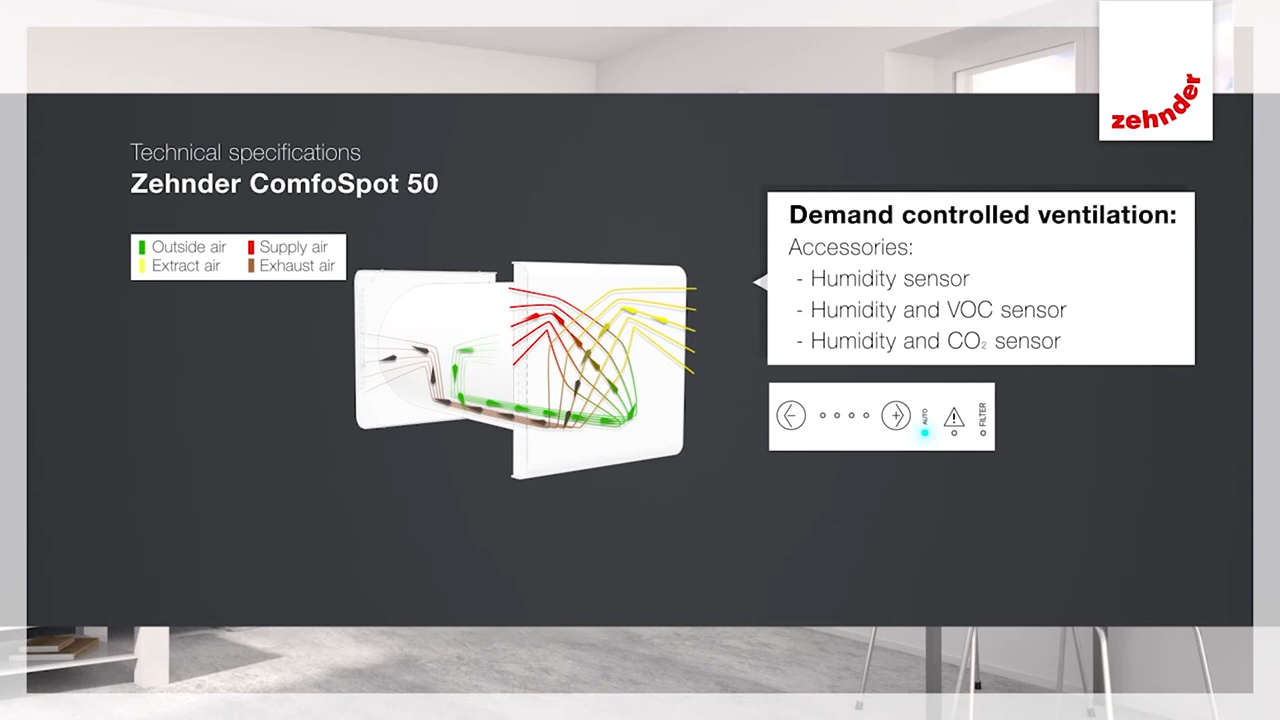 zehnder
Technical specifications
Zehnder ComfoSpot 50
Outside air
Supply air
Extract air
Exhaust air
Demand controlled ventilation:
Accessories:
- Humidity sensor
- Humidity and VOC sensor
- Humidity and CO₂ sensor
AUTO
FILTER